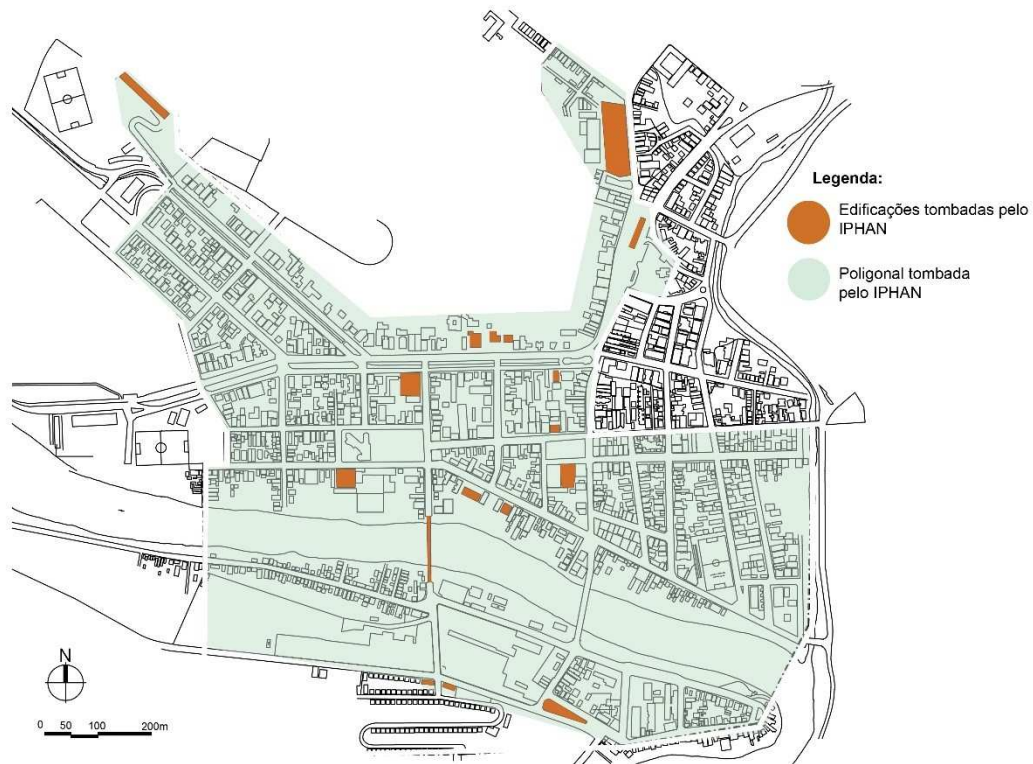 Legenda:
Edificações tombadas pelo
IPHAN
Poligonal tombada
pelo IPHAN
N
0 50 100 200m